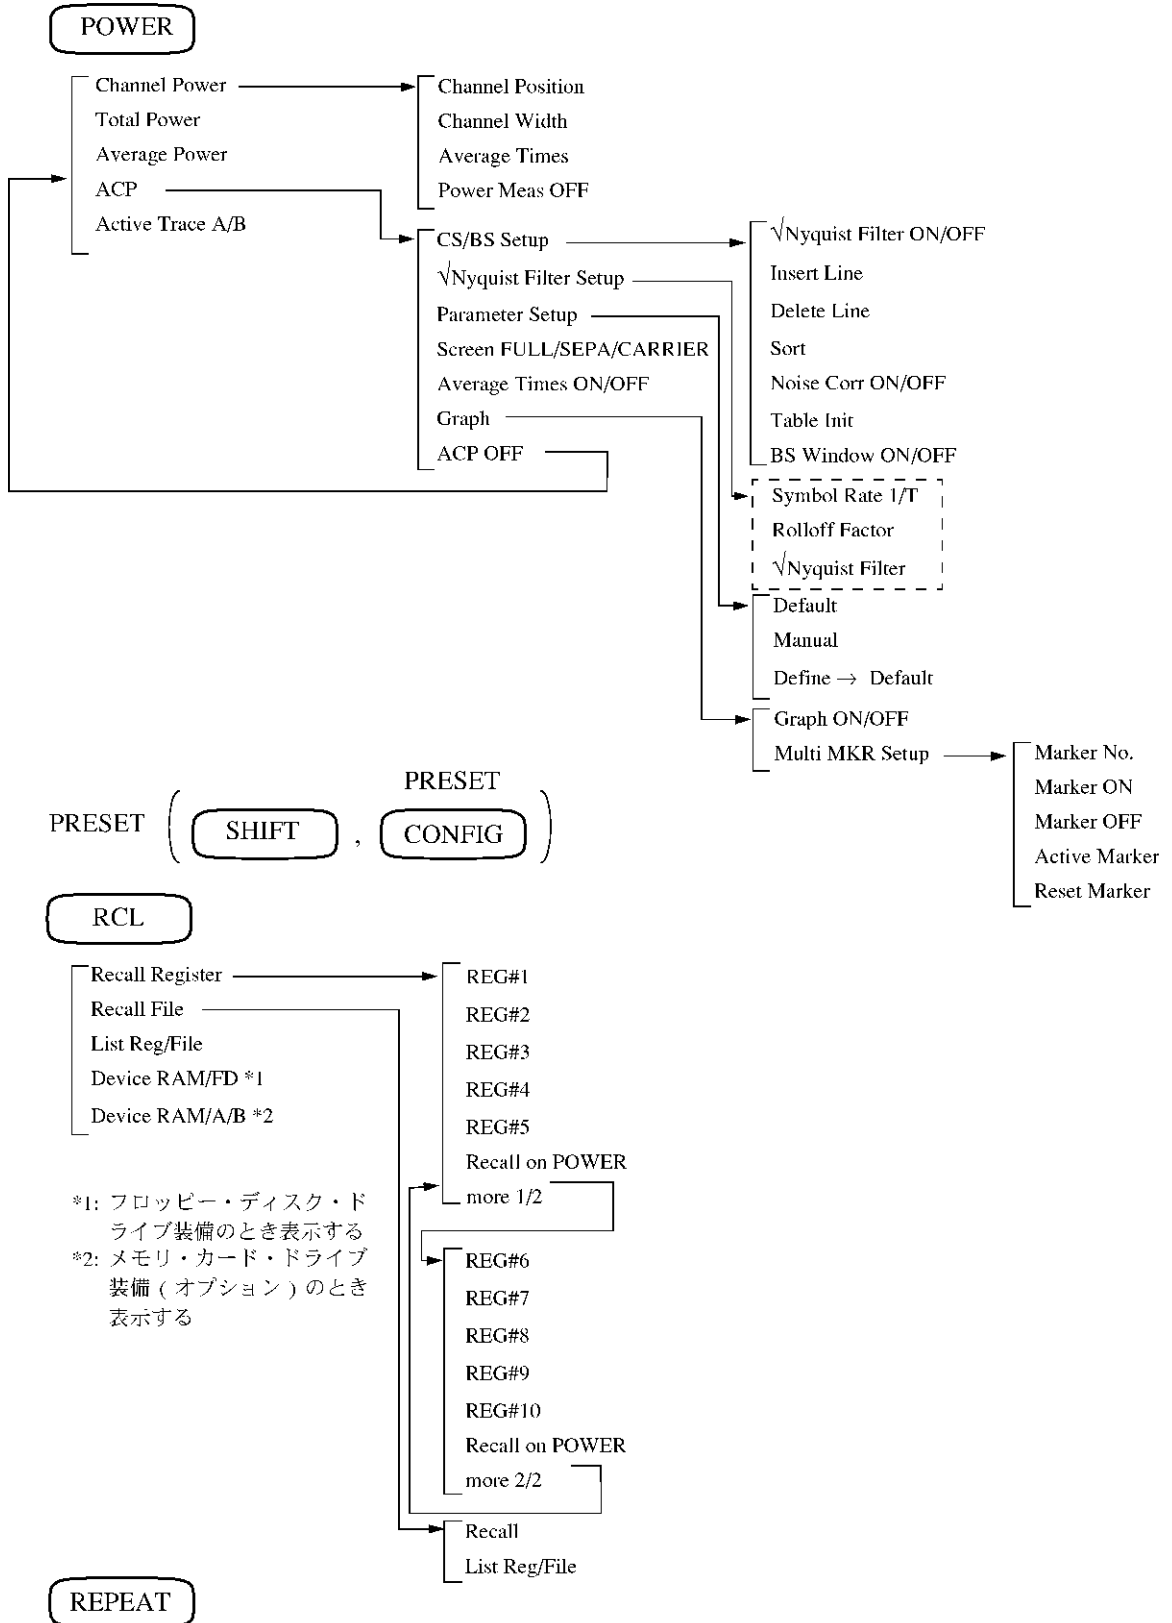 POWER
Channel Power
Total Power
Average Power
ACP
Active Trace A/B
Channel Position
Channel Width
Average Times
Power Meas OFF
CS/BS Setup
√Nyquist Filter Setup
Parameter Setup
Screen FULL/SEPA/CARRIER
Average Times ON/OFF
Graph
ACP OFF
√Nyquist Filter ON/OFF
Insert Line
Delete Line
Sort
Noise Corr ON/OFF
Table Init
BS Window ON/OFF
Symbol Rate 1/T
Rolloff Factor
√Nyquist Filter
Default
Manual
Define → Default
Graph ON/OFF
Multi MKR Setup
Marker No.
Marker ON
Marker OFF
Active Marker
Reset Marker
PRESET
PRESET ( SHIFT , CONFIG )
RCL
Recall Register
Recall File
List Reg/File
Device RAM/FD *1
Device RAM/A/B *2
*1: フロッピー・ディスク・ド
ライブ装備のとき表示する
*2: メモリ・カード・ドライブ
装備 ( オプション ) のとき
表示する
REG#1
REG#2
REG#3
REG#4
REG#5
Recall on POWER
more 1/2
REG#6
REG#7
REG#8
REG#9
REG#10
Recall on POWER
more 2/2
Recall
List Reg/File
REPEAT